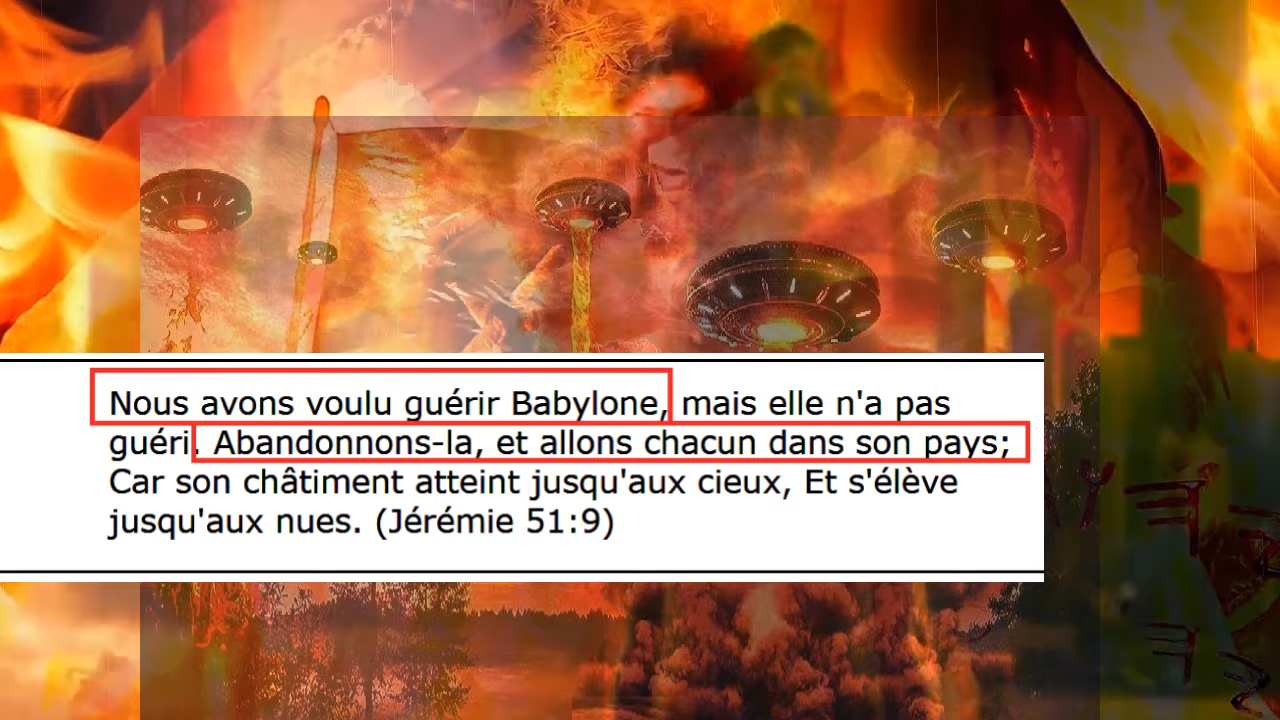 Nous avons voulu guérir Babylone, mais elle n'a pas
guéri. Abandonnons-la, et allons chacun dans son pays;
Car son châtiment atteint jusqu'aux cieux, Et s'élève
jusqu'aux nues. (Jérémie 51:9)